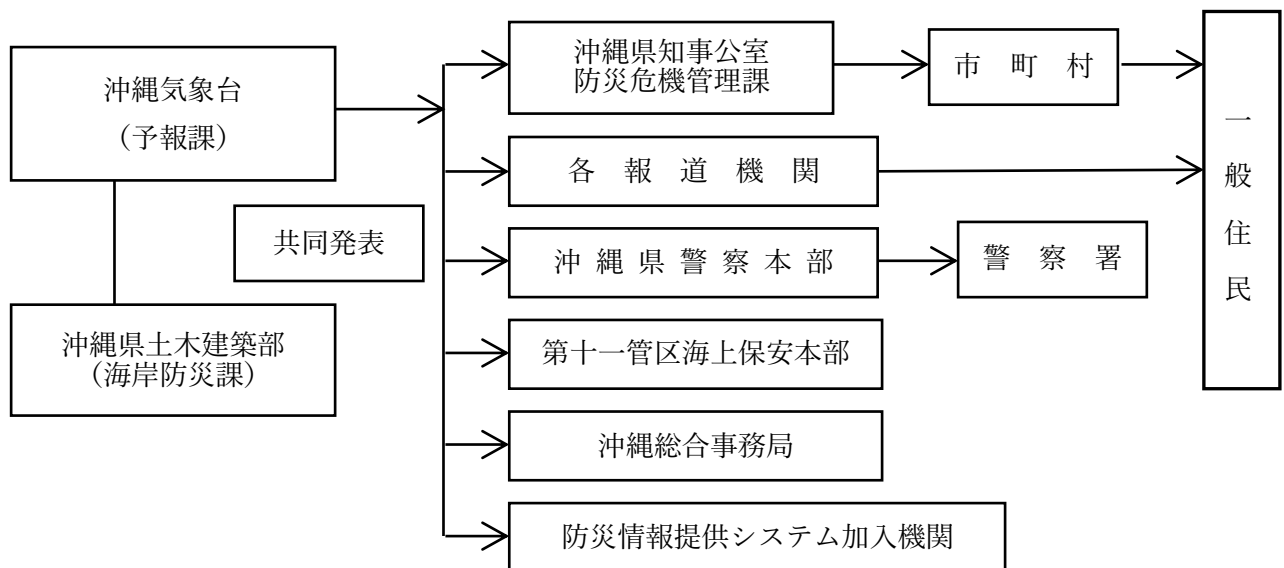 沖縄気象台
（予報課）
共同発表
沖縄県土木建築部
（海岸防災課）
沖縄県知事公室
防災危機管理課
市町村
各報道機関
沖縄県警察本部
警察署
第十一管区海上保安本部
沖縄総合事務局
防災情報提供システム加入機関
一般住民